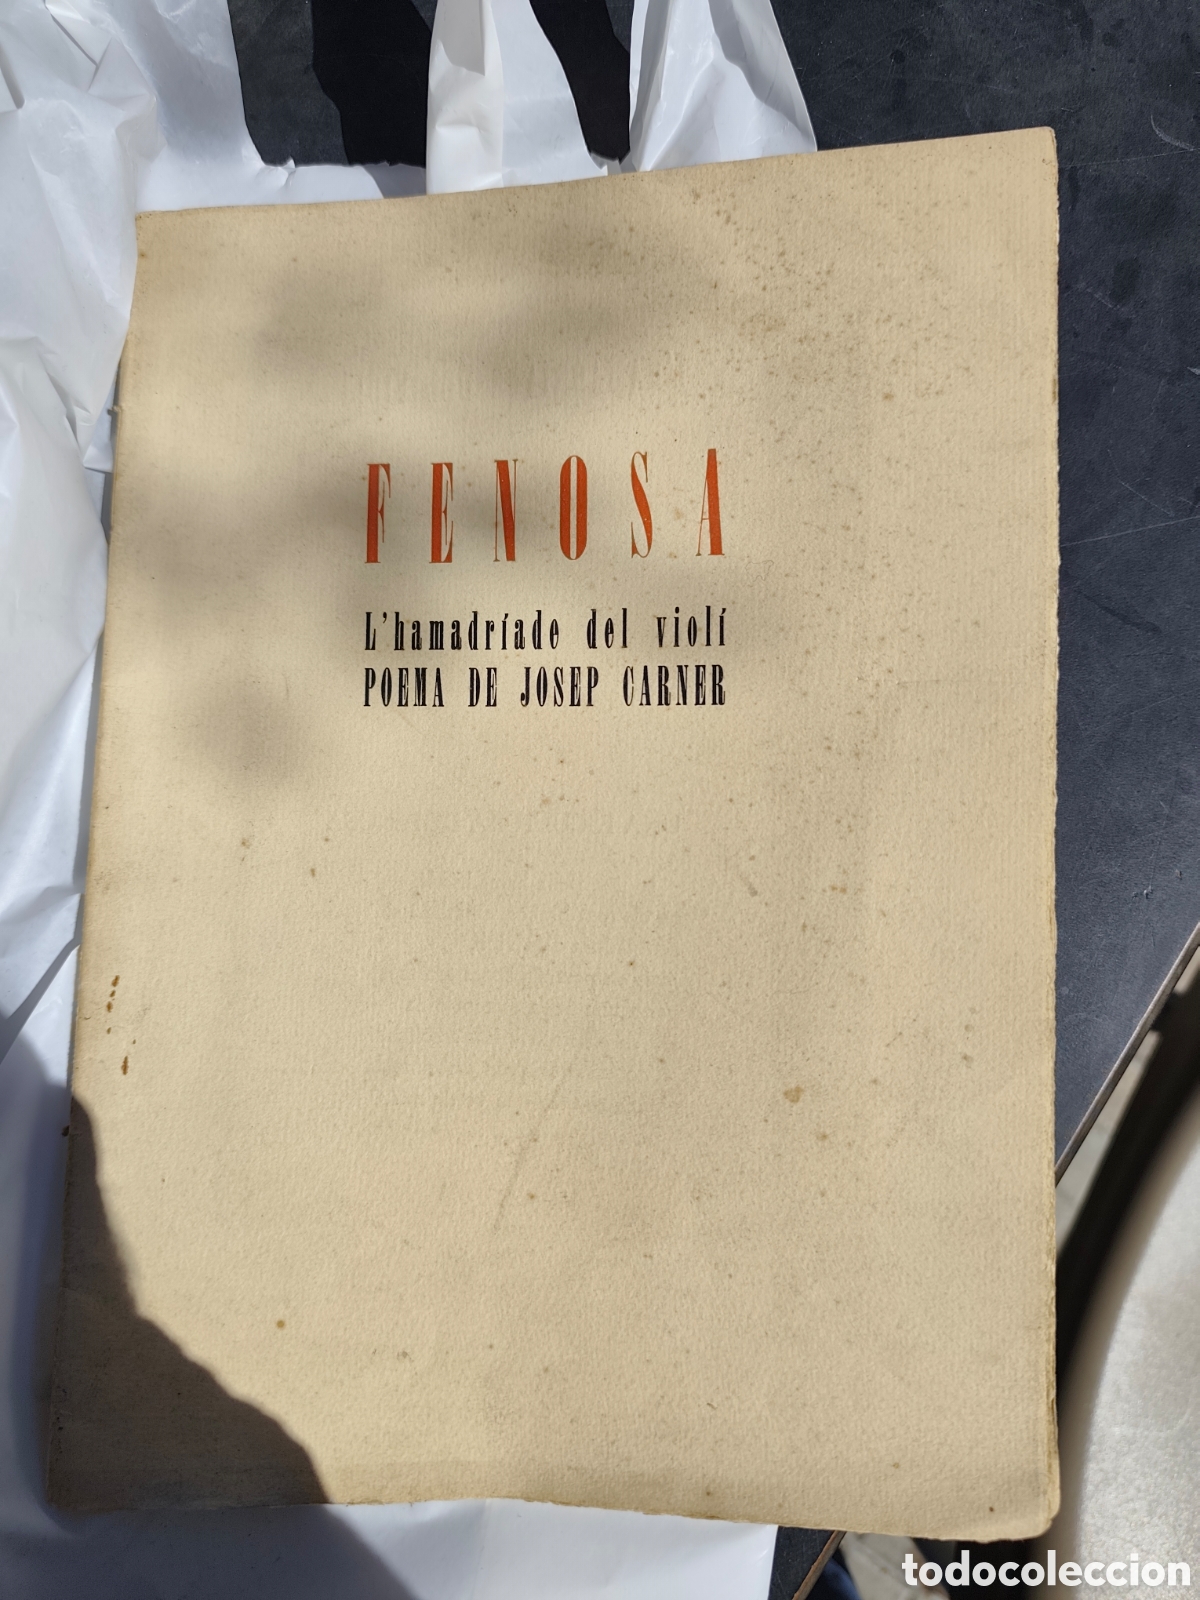 FENOSA
L'hamadríade del violí
POEMA DE JOSEP CARNER
todocoleccion